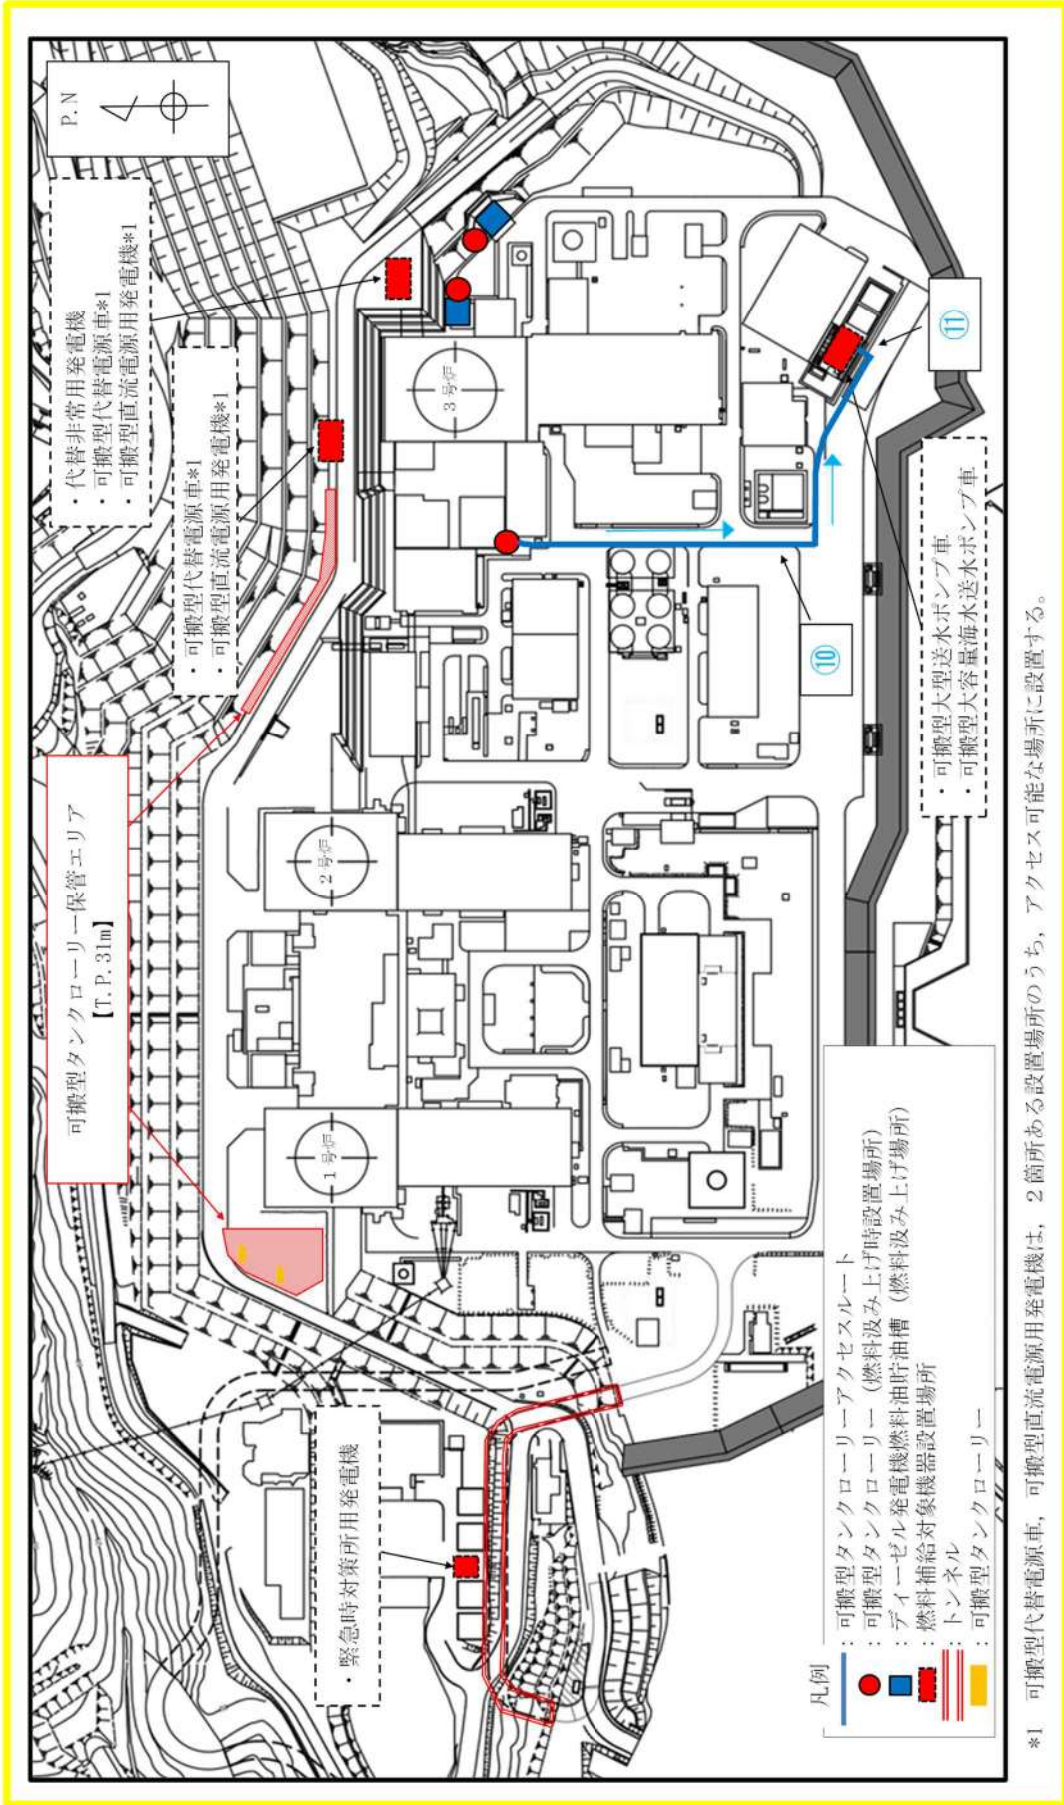 可搬型タンクローリー保管エリア
【T.P.31m】
・代替非常用発電機
・可搬型代替電源車*1
・可搬型直流電源用発電機*1
P.N
・可搬型代替電源車*1
・可搬型直流電源用発電機*1
・緊急時対策所用発電機
1号炉
2号炉
3号炉
⑩
⑪
・可搬型大型送水ポンプ車
・可搬型大容量海水送水ポンプ車
凡例
：可搬型タンクローリーアクセスルート
：可搬型タンクローリー（燃料汲み上げ時設置場所）
：ディーゼル発電機燃料油貯油槽（燃料汲み上げ場所）
：燃料補給対象機器設置場所
：トンネル
：可搬型タンクローリー
*1　可搬型代替電源車，可搬型直流電源用発電機は，２箇所ある設置場所のうち，アクセス可能な場所に設置する。